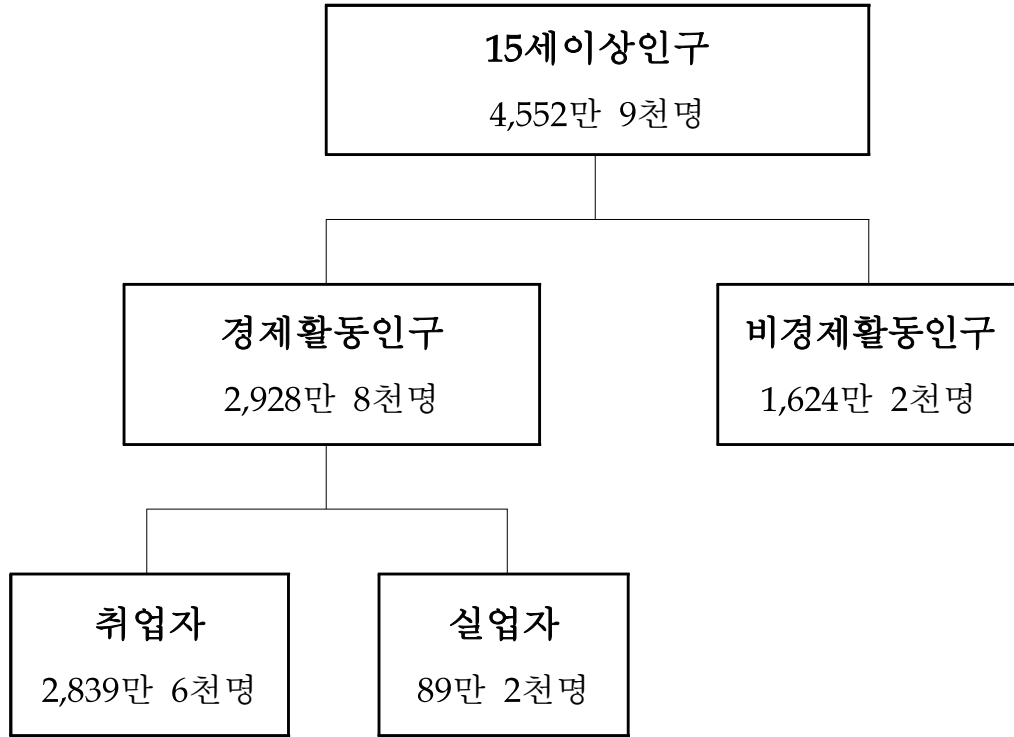 15세이상인구
4,552만 9천명
경제활동인구
2,928만 8천명
비경제활동인구
1,624만 2천명
취업자
2,839만 6천명
실업자
89만 2천명